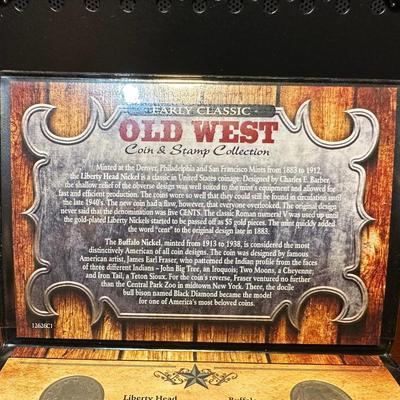 EARLY CLASSIC
OLD WEST
Coin & Stamp Collection
Minted at the Denver, Philadelphia and San Francisco Mints from 1883 to 1912,
the Liberty Head Nickel is a classic in United States coinage. Designed by Charles E. Barber,
the shallow relief of the obverse design was well suited to the mint's equipment and allowed for
fast and efficient production. The coins wore so well that they could still be found in circulation until
the late 1940's. The new coin had a flaw, however, that everyone overlooked. The original design
never said that the denomination was five CENTS. The classic Roman numeral V was used up until
the gold-plated Liberty Nickels started to be passed off as $5 gold pieces. The mint quickly added
the word "cent" to the original design late in 1883.
The Buffalo Nickel, minted from 1913 to 1938, is considered the most
distinctively American of all coin designs. The coin was designed by famous
American artist, James Earl Fraser, who patterned the Indian profile from the faces
of three different Indians – John Big Tree, an Iroquois; Two Moons, a Cheyenne;
and Iron Tail, a Teton Sioux. For the coin's reverse, Fraser ventured no further
than the Central Park Zoo in midtown New York. There, the docile
bull bison named Black Diamond became the model
for one of America's most beloved coins.
12626C1
Liberty Head
Buffalo